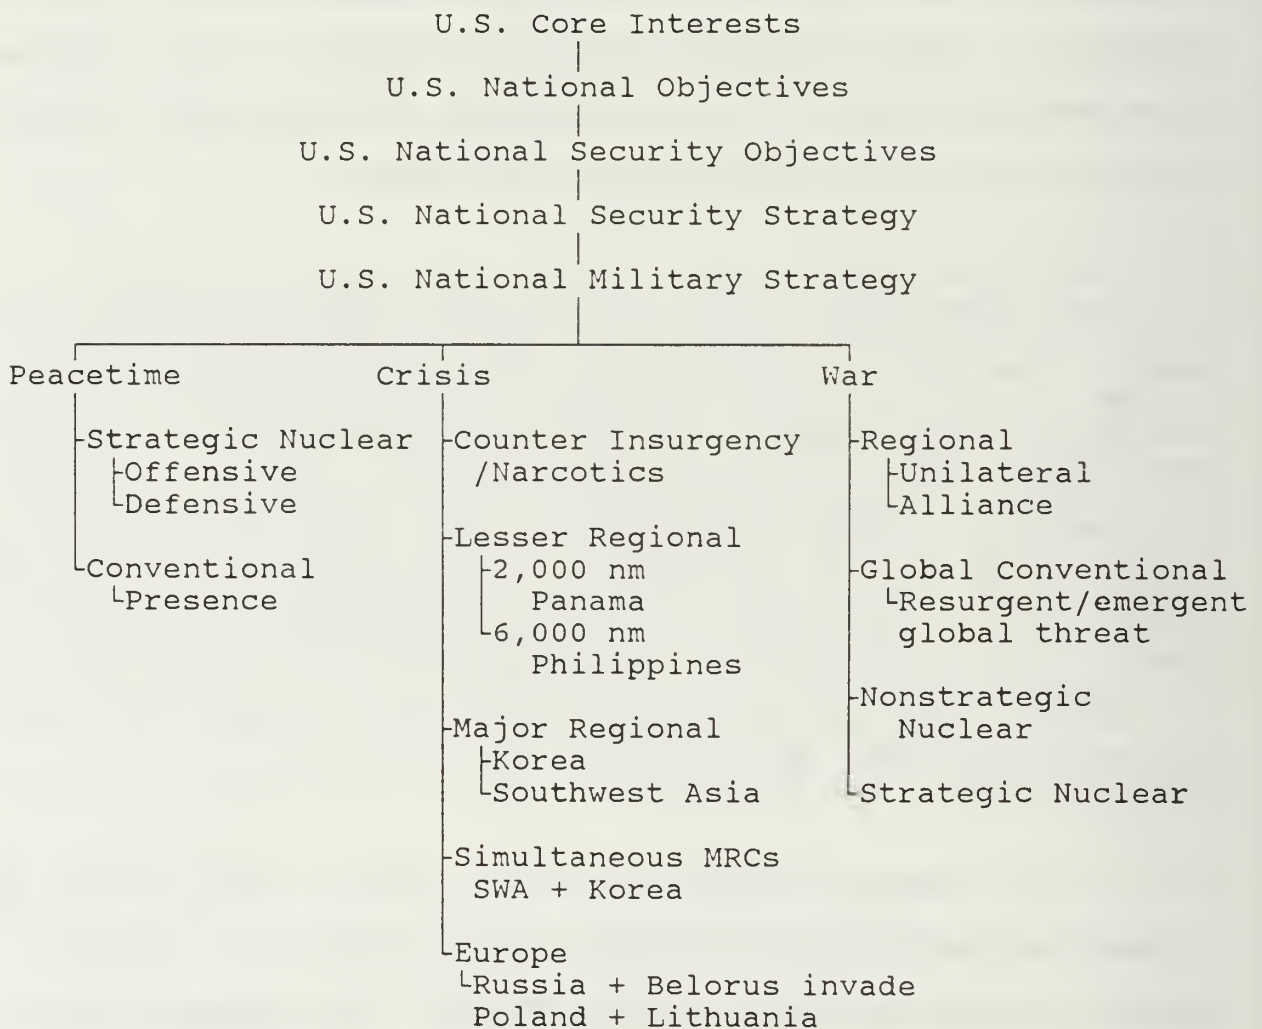 U.S. Core Interests
U.S. National Objectives
U.S. National Security Objectives
U.S. National Security Strategy
U.S. National Military Strategy
Peacetime
Strategic Nuclear
Offensive
Defensive
Conventional
Presence
Crisis
Counter Insurgency
/Narcotics
Lesser Regional
2,000 nm
Panama
6,000 nm
Philippines
Major Regional
Korea
Southwest Asia
Simultaneous MRCs
SWA + Korea
Europe
Russia + Belorus invade
Poland + Lithuania
War
Regional
Unilateral
Alliance
Global Conventional
Resurgent/emergent
global threat
Nonstrategic
Nuclear
Strategic Nuclear